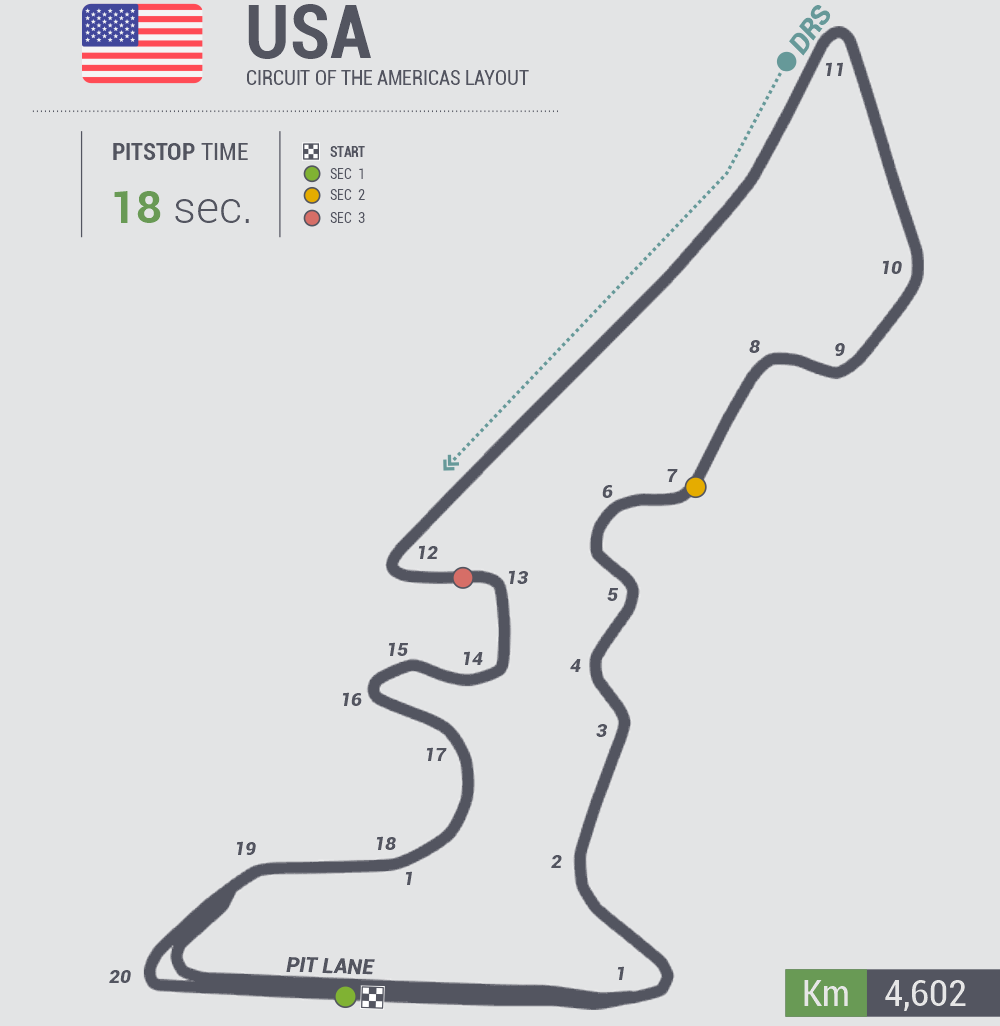 USA
CIRCUIT OF THE AMERICAS LAYOUT
PITSTOP TIME
18 sec.
START
SEC 1
SEC 2
SEC 3
DRS
11
10
9
8
7
6
5
4
3
2
1
12
13
14
15
16
17
18
1
19
20
PIT LANE
Km 4,602